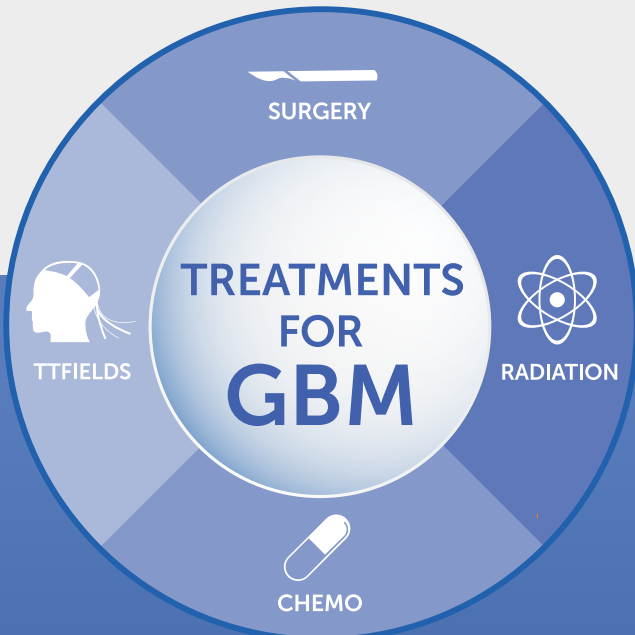 SURGERY
TREATMENTS
FOR
GBM
TTFIELDS
RADIATION
CHEMO